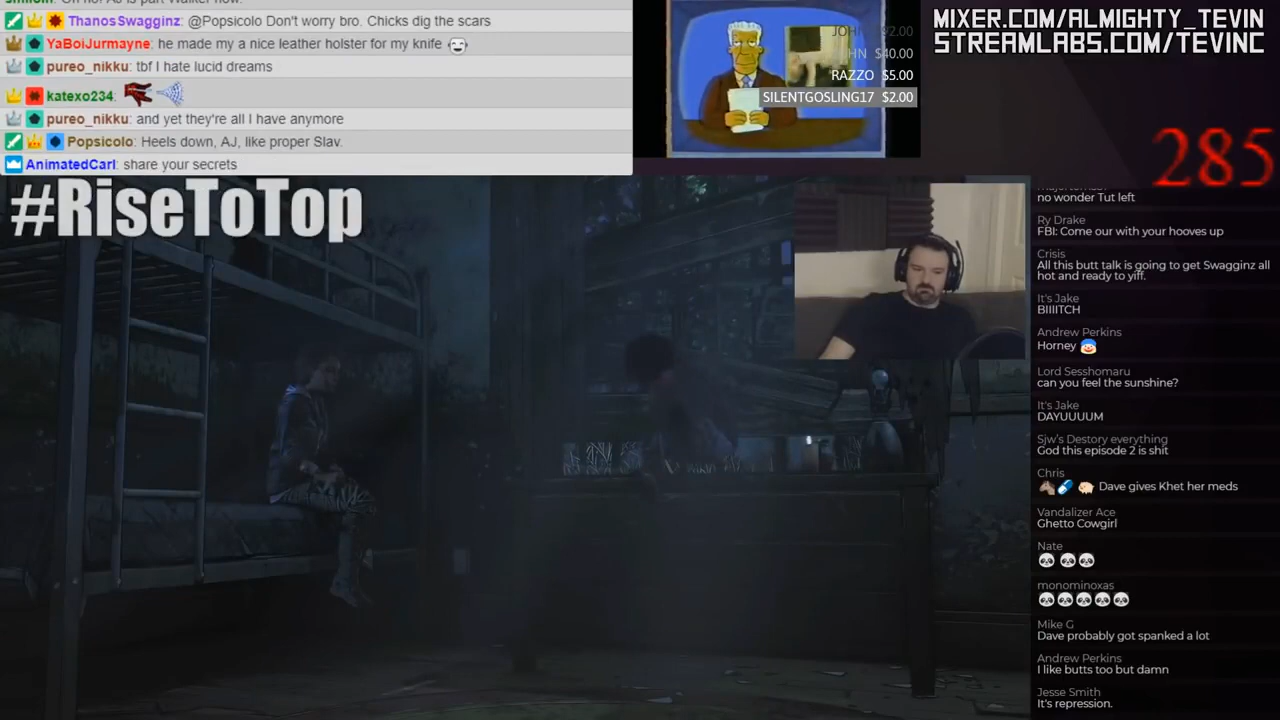 ThanosSwagginz: @Popsicolo Don't worry bro. Chicks dig the scars
YaBoiJurmayne: he made my a nice leather holster for my knife
pureo_nikku: tbf I hate lucid dreams
katexo234:
pureo_nikku: and yet they're all I have anymore
Popsicolo: Heels down, AJ, like proper Slav.
AnimatedCarl: share your secrets
$40.00
RAZZO $5.00
SILENTGOSLING17 $2.00
MIXER.COM/ALMIGHTY_TEVIN
STREAMLABS.COM/TEVINC
285
#RiseToTop
no wonder Tut left
Ry Drake
FBI: Come our with your hooves up
Crisis
All this butt talk is going to get Swagginz all
hot and ready to yiff.
It's Jake
BIIIITCH
Andrew Perkins
Horney
Lord Sesshomaru
can you feel the sunshine?
It's Jake
DAYUUUUM
Sjw's Destory everything
God this episode 2 is shit
Chris
Dave gives Khet her meds
Vandalizer Ace
Ghetto Cowgirl
Nate
monominoxas
Mike G
Dave probably got spanked a lot
Andrew Perkins
I like butts too but damn
Jesse Smith
It's repression.